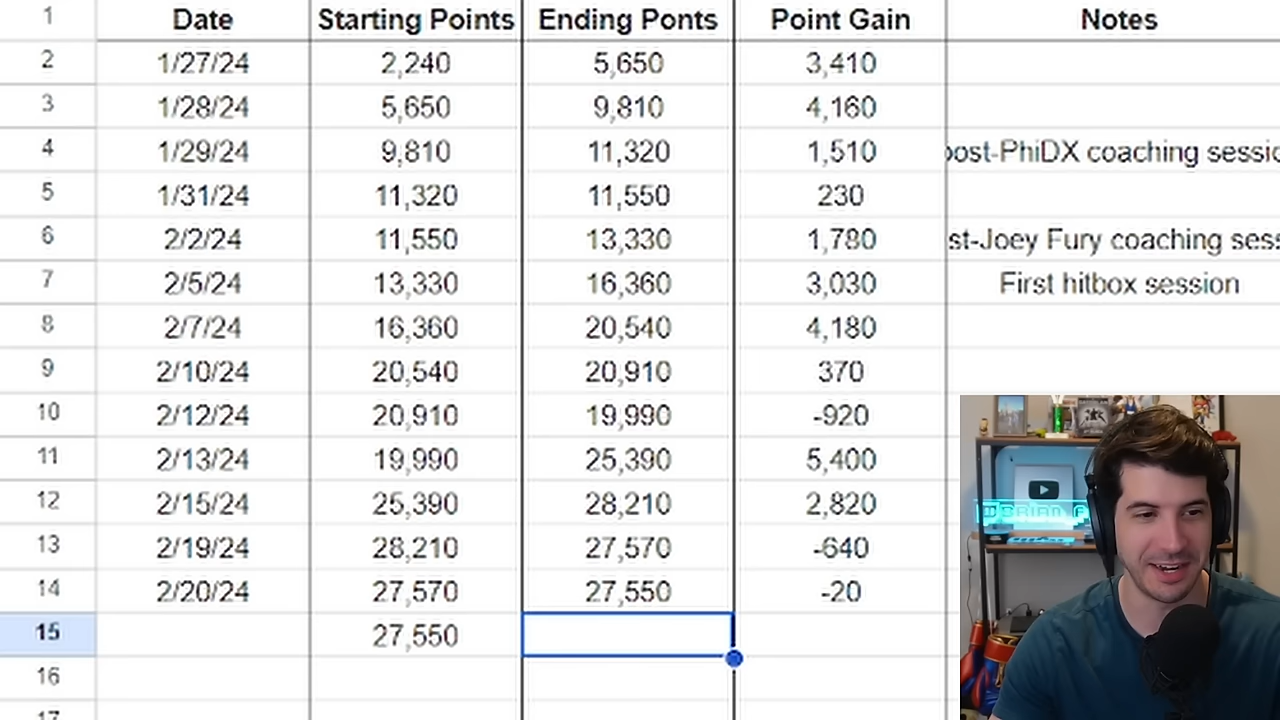 1 Date Starting Points Ending Ponts Point Gain Notes
2 1/27/24 2,240 5,650 3,410
3 1/28/24 5,650 9,810 4,160
4 1/29/24 9,810 11,320 1,510 post-PhiDX coaching sessio
5 1/31/24 11,320 11,550 230
6 2/2/24 11,550 13,330 1,780 st-Joey Fury coaching sess
7 2/5/24 13,330 16,360 3,030 First hitbox session
8 2/7/24 16,360 20,540 4,180
9 2/10/24 20,540 20,910 370
10 2/12/24 20,910 19,990 -920
11 2/13/24 19,990 25,390 5,400
12 2/15/24 25,390 28,210 2,820
13 2/19/24 28,210 27,570 -640
14 2/20/24 27,570 27,550 -20
15 27,550
16
17